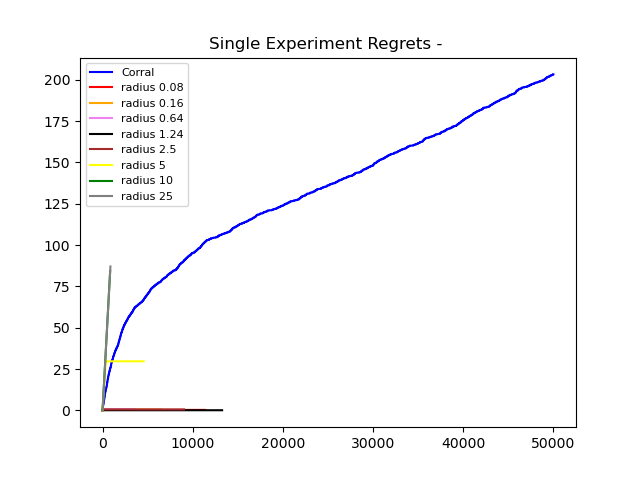 Single Experiment Regrets -
Corral
radius 0.08
radius 0.16
radius 0.64
radius 1.24
radius 2.5
radius 5
radius 10
radius 25
200
175
150
125
100
75
50
25
0
0 10000 20000 30000 40000 50000